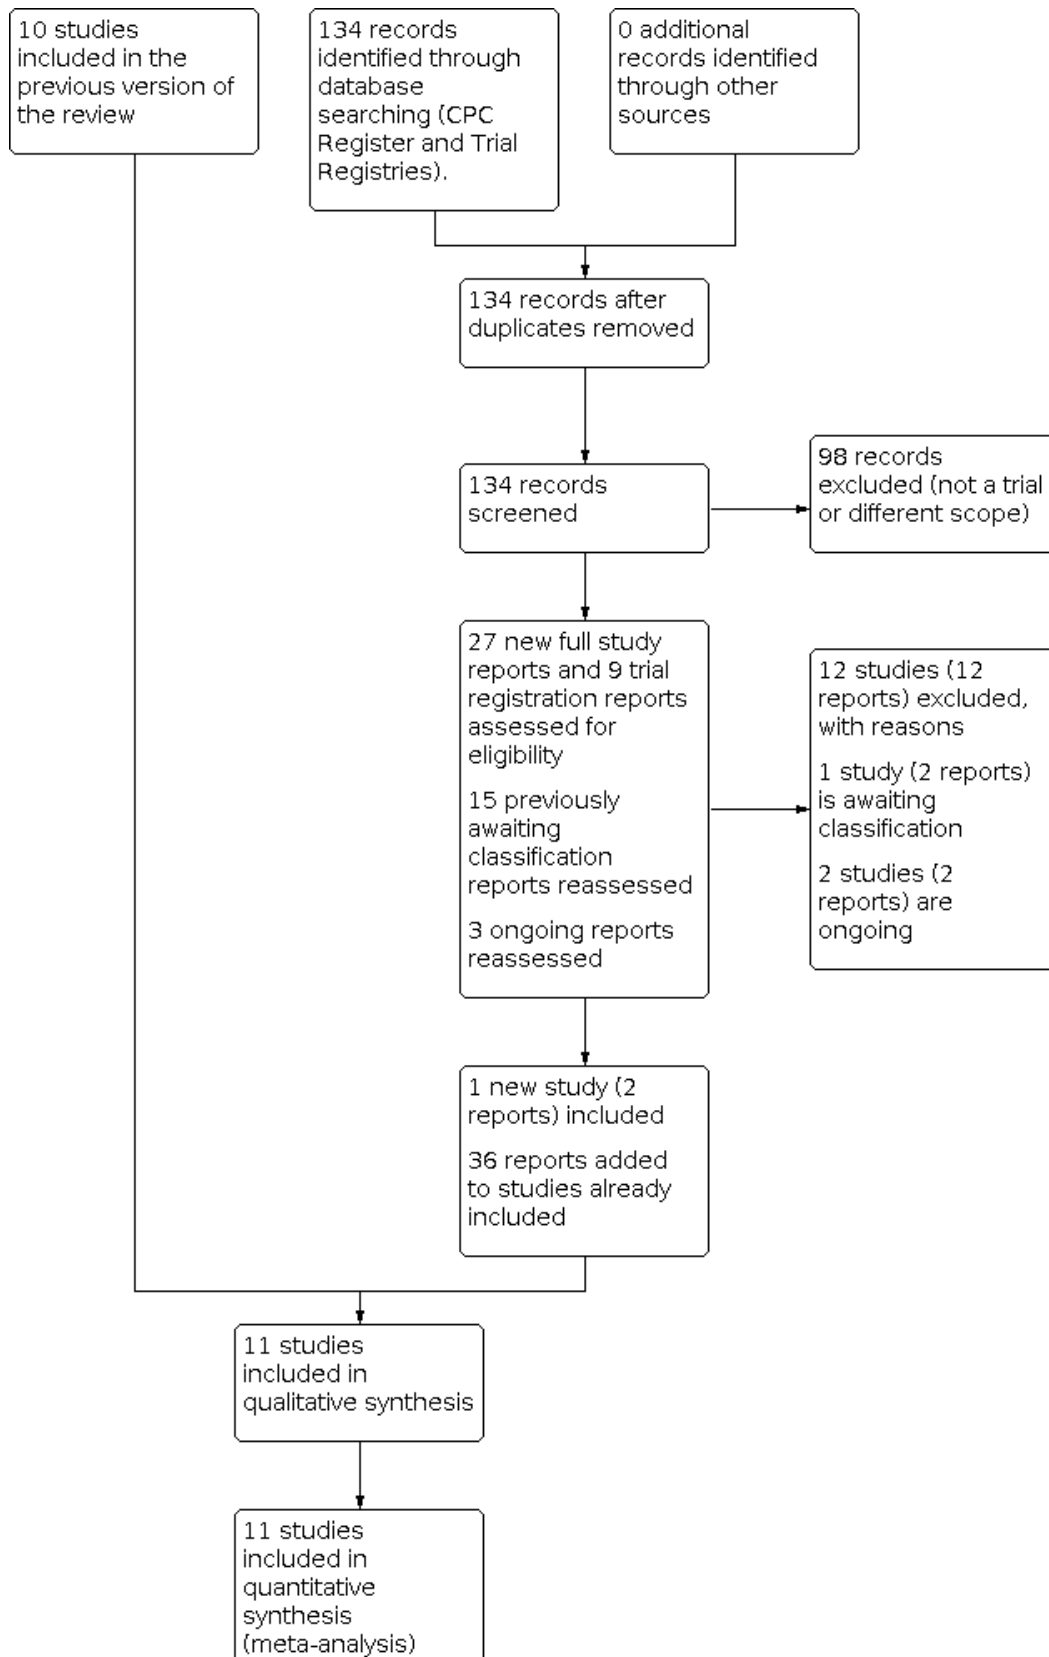 10 studies
included in the
previous version of
the review
134 records
identified through
database
searching (CPC
Register and Trial
Registries).
0 additional
records identified
through other
sources
134 records after
duplicates removed
134 records
screened
98 records
excluded (not a trial
or different scope)
27 new full study
reports and 9 trial
registration reports
assessed for
eligibility
15 previously
awaiting
classification
reports reassessed
3 ongoing reports
reassessed
12 studies (12
reports) excluded,
with reasons
1 study (2 reports)
is awaiting
classification
2 studies (2
reports) are
ongoing
1 new study (2
reports) included
36 reports added
to studies already
included
11 studies
included in
qualitative synthesis
11 studies
included in
quantitative
synthesis
(meta-analysis)